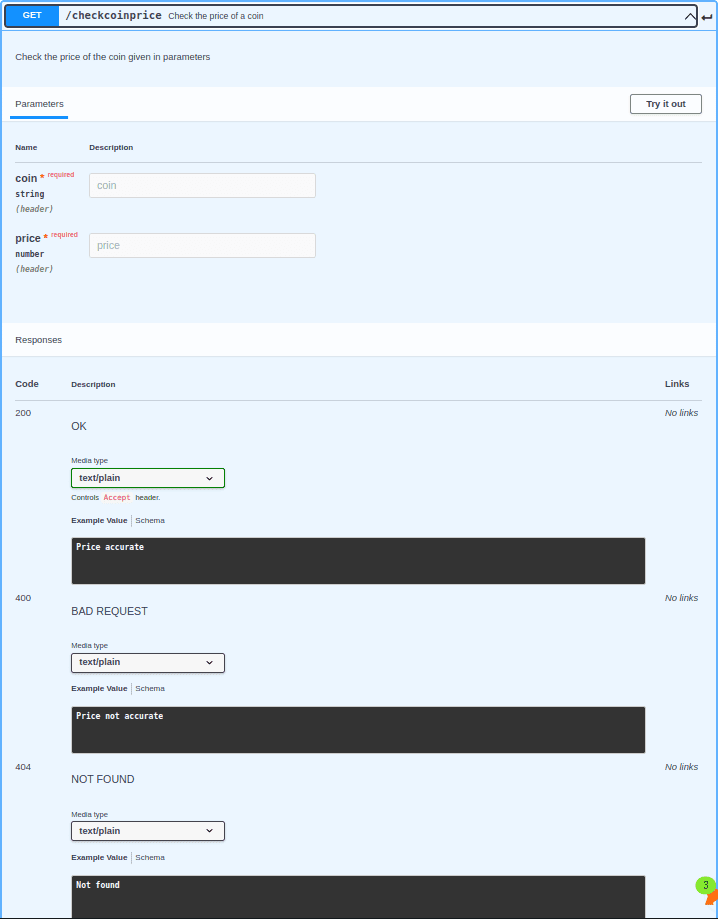 GET /checkcoinprice Check the price of a coin
Check the price of the coin given in parameters
Parameters Try it out
Name Description
coin * required coin
string
(header)
price * required price
number
(header)
Responses
Code Description Links
200 No links
OK
Media type
text/plain
Controls Accept header.
Example Value Schema
Price accurate
400 No links
BAD REQUEST
Media type
text/plain
Example Value Schema
Price not accurate
404 No links
NOT FOUND
Media type
text/plain
Example Value Schema
Not found
3